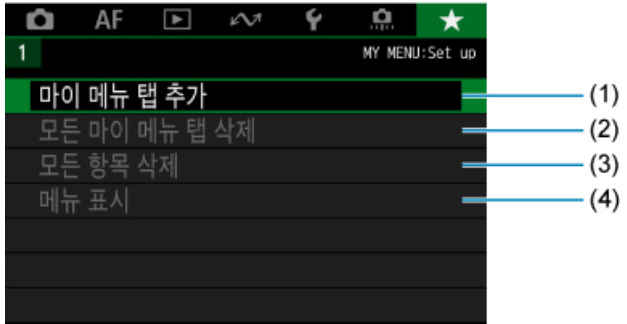 AF
1
MY MENU:Set up
마이 메뉴 탭 추가 (1)
모든 마이 메뉴 탭 삭제 (2)
모든 항목 삭제 (3)
메뉴 표시 (4)